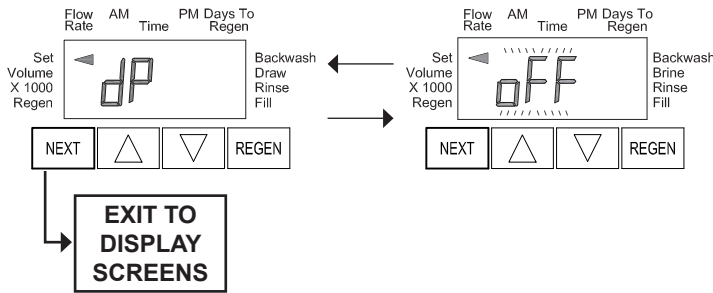 Flow AM PM Days To
Rate Time Regen
Set
Volume
X 1000
Regen
dP
Backwash
Draw
Rinse
Fill
NEXT REGEN
EXIT TO
DISPLAY
SCREENS
Flow AM PM Days To
Rate Time Regen
Set
Volume
X 1000
Regen
oFF
Backwash
Brine
Rinse
Fill
NEXT REGEN